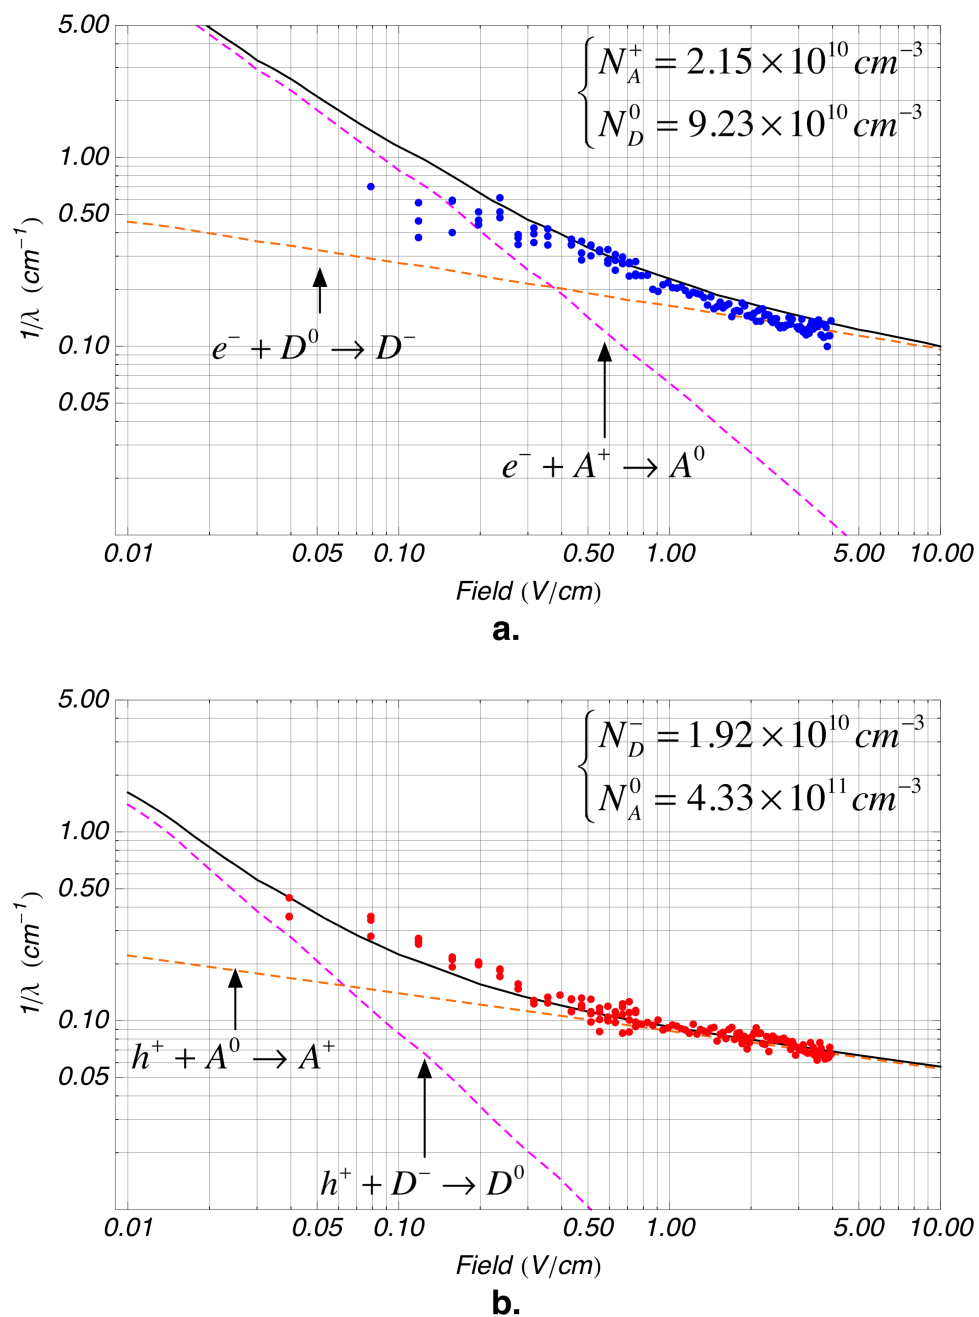 5.00
1.00
0.50
0.10
0.05
1/λ (cm⁻¹)
N_A^+ = 2.15 × 10^10 cm^-3
N_D^0 = 9.23 × 10^10 cm^-3
e⁻ + D⁰ → D⁻
e⁻ + A⁺ → A⁰
0.01 0.05 0.10 0.50 1.00 5.00 10.00
Field (V/cm)
a.
5.00
1.00
0.50
0.10
0.05
1/λ (cm⁻¹)
N_D^- = 1.92 × 10^10 cm^-3
N_A^0 = 4.33 × 10^11 cm^-3
h⁺ + A⁰ → A⁺
h⁺ + D⁻ → D⁰
0.01 0.05 0.10 0.50 1.00 5.00 10.00
Field (V/cm)
b.